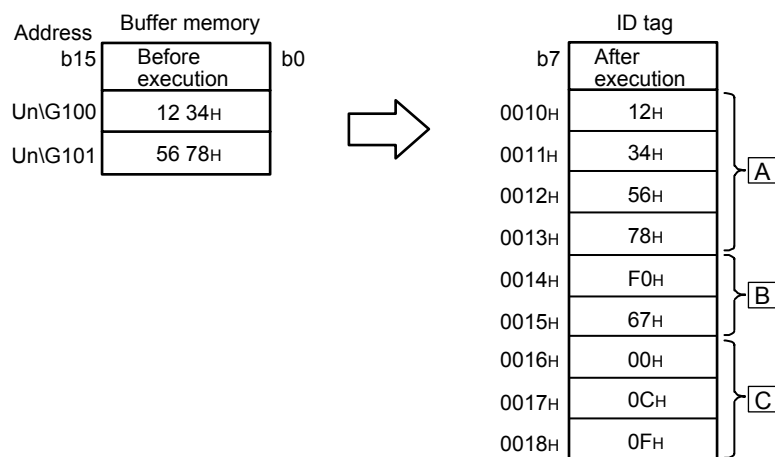 Address
Buffer memory
b15
Before
execution
b0
Un\G100
12 34H
Un\G101
56 78H
ID tag
b7
After
execution
0010H
12H
0011H
34H
0012H
56H
0013H
78H
A
0014H
F0H
0015H
67H
B
0016H
00H
0017H
0CH
0018H
0FH
C